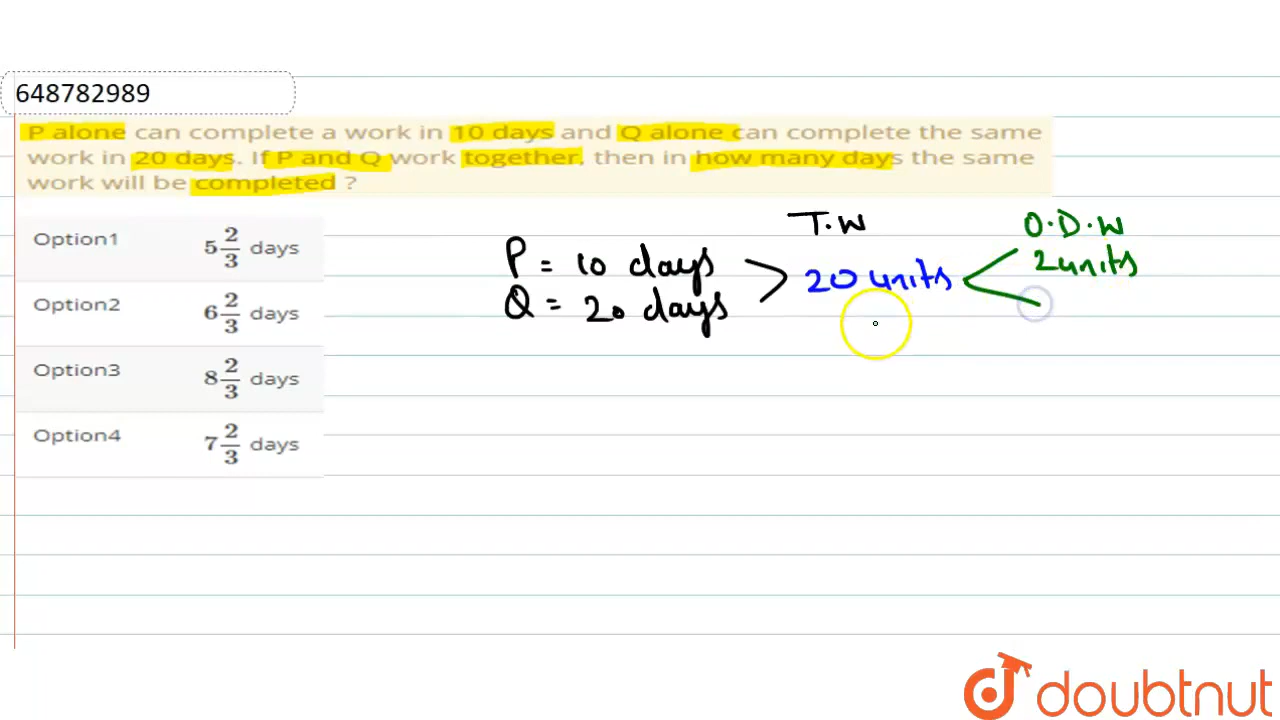 648782989
P alone can complete a work in 10 days and Q alone can complete the same
work in 20 days. If P and Q work together, then in how many days the same
work will be completed ?
Option1 5 2/3 days
Option2 6 2/3 days
Option3 8 2/3 days
Option4 7 2/3 days
T.W
O.D.W
P = 10 days
Q = 20 days
20 units
2 units
doubtnut